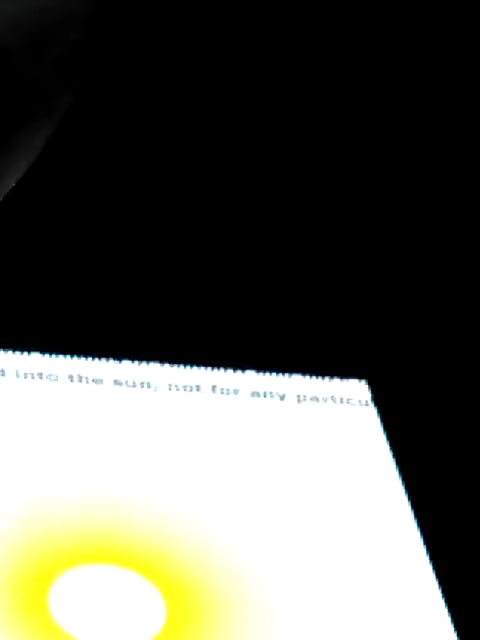 into the sun, not for any particu